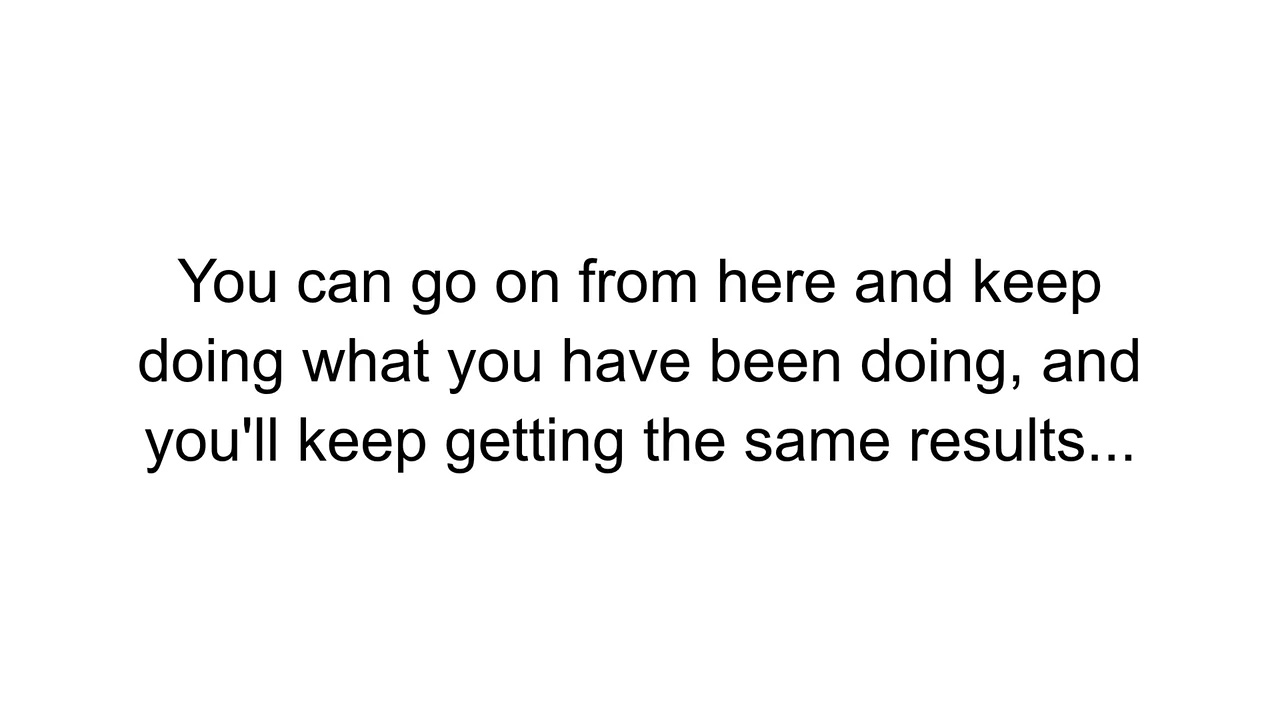 You can go on from here and keep
doing what you have been doing, and
you'll keep getting the same results...